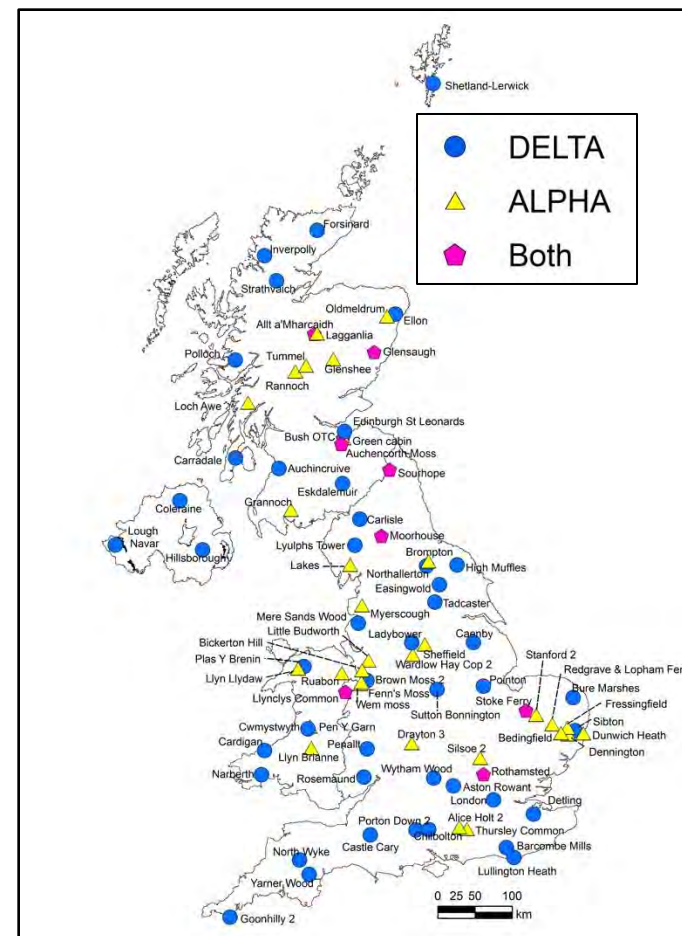 Shetland-Lerwick
DELTA
ALPHA
Both
Forsinard
Inverpolly
Strathvaich
Oldmeldrum
Ellon
Allt a'Mharcaidh
Lagganlia
Polloch
Tummel
Glensaugh
Glenshee
Rannoch
Loch Awe
Edinburgh St Leonards
Bush OTC
Green cabin
Auchencorth Moss
Carradale
Auchincruive
Sourhope
Eskdalemuir
Coleraine
Grannoch
Carlisle
Lough
Navar
Moorhouse
Hillsborough
Lyulphs Tower
Brompton
Lakes
Northallerton
High Muffles
Easingwold
Tadcaster
Myerscough
Mere Sands Wood
Little Budworth
Ladybower
Caenby
Stanford 2
Bickerton Hill
Sheffield
Redgrave & Lopham Fen
Plas Y Brenin
Wardlow Hay Cop 2
Llyn Llydaw
Ruabon
Brown Moss 2
Pointon
Bure Marshes
Fenn's Moss
Stoke Ferry
Fressingfield
Llynclys Common
Wem moss
Sutton Bonnington
Sibton
Cwmystwyth
Pen Y Garn
Bedingfield
Dunwich Heath
Cardigan
Penallt
Drayton 3
Dennington
Llyn Brianne
Silsoe 2
Narberth
Rosemaund
Wytham Wood
Rothamsted
Aston Rowant
London
Detling
Porton Down 2
Alice Holt 2
Chilbolton
Thursley Common
Castle Cary
Barcombe Mills
North Wyke
Lullington Heath
Yarner Wood
Goonhilly 2
0 25 50 100
km